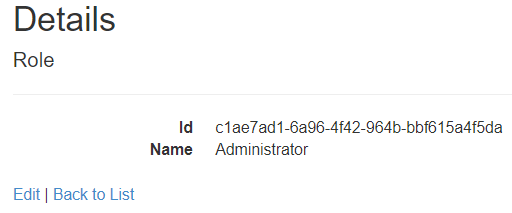 Details
Role
Id c1ae7ad1-6a96-4f42-964b-bbf615a4f5da
Name Administrator
Edit | Back to List